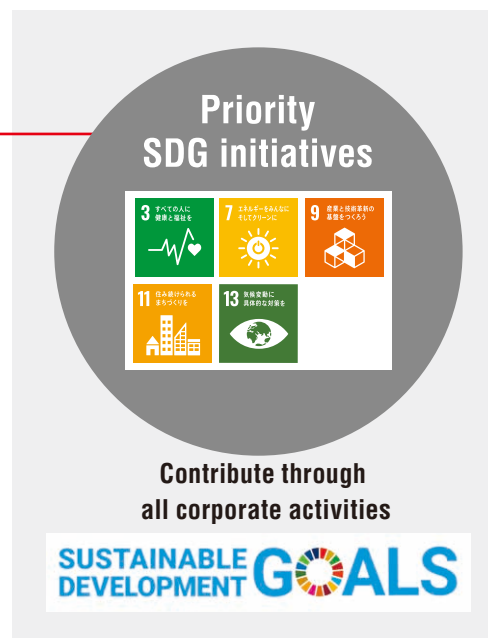 Priority
SDG initiatives
3 すべての人に
健康と福祉を
7 エネルギーをみんなに
そしてクリーンに
9 産業と技術革新の
基盤をつくろう
11 住み続けられる
まちづくりを
13 気候変動に
具体的な対策を
Contribute through
all corporate activities
SUSTAINABLE
DEVELOPMENT
GOALS